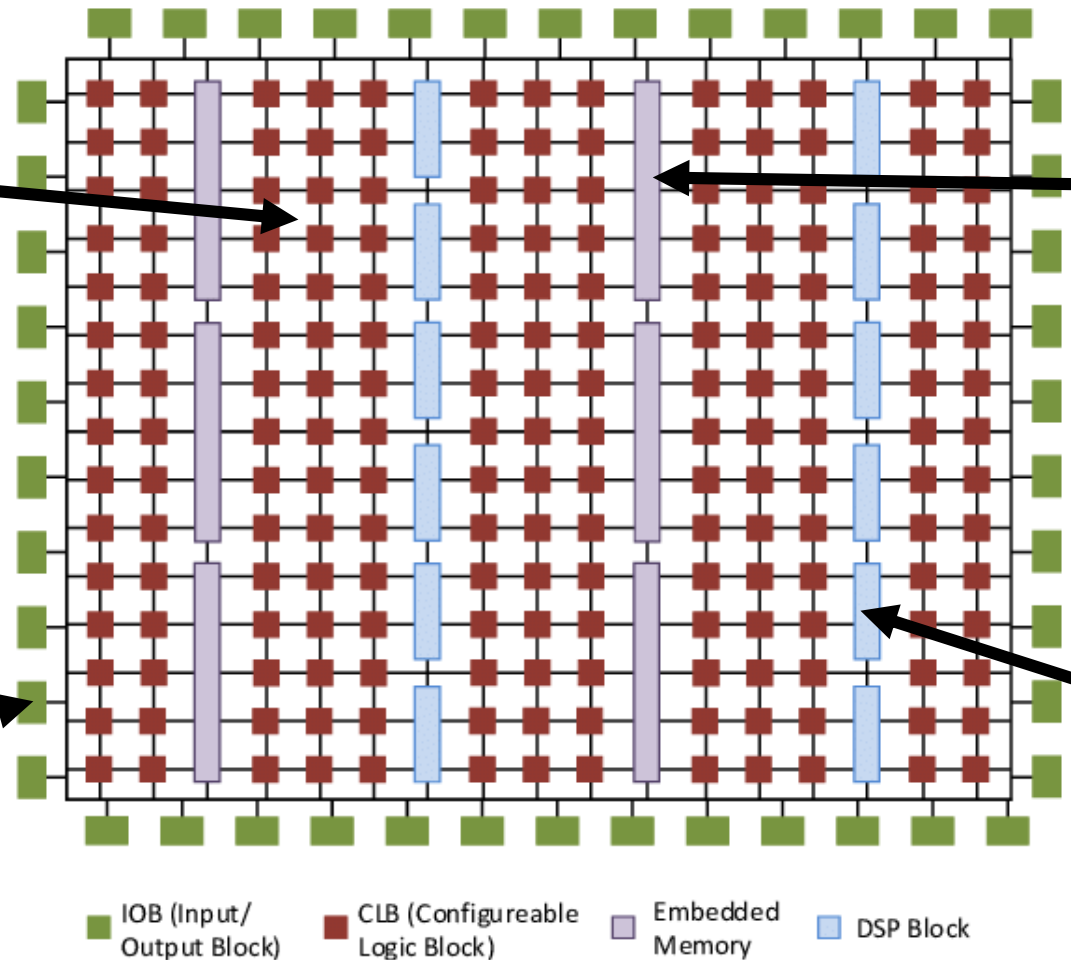 IOB (Input/
Output Block)
CLB (Configureable
Logic Block)
Embedded
Memory
DSP Block